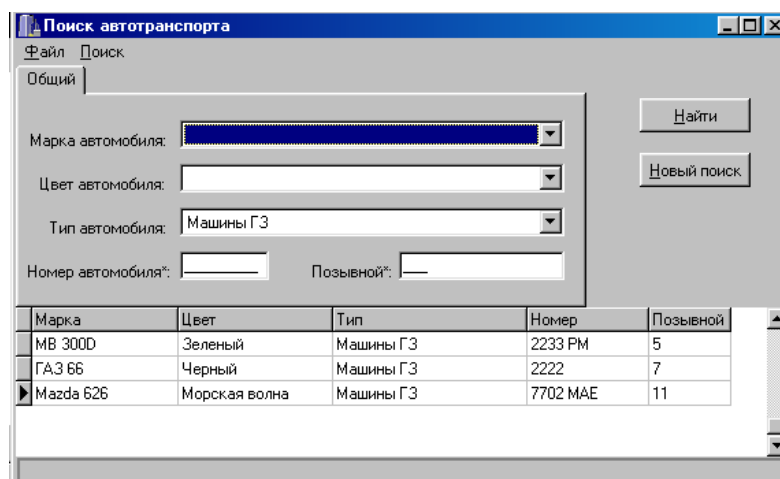 Поиск автотранспорта
Файл Поиск
Общий
Найти
Марка автомобиля:
Новый поиск
Цвет автомобиля:
Тип автомобиля: Машины ГЗ
Номер автомобиля*: Позывной*:
Марка Цвет Тип Номер Позывной
MB 300D Зеленый Машины ГЗ 2233 РМ 5
ГАЗ 66 Черный Машины ГЗ 2222 7
Mazda 626 Морская волна Машины ГЗ 7702 МАЕ 11